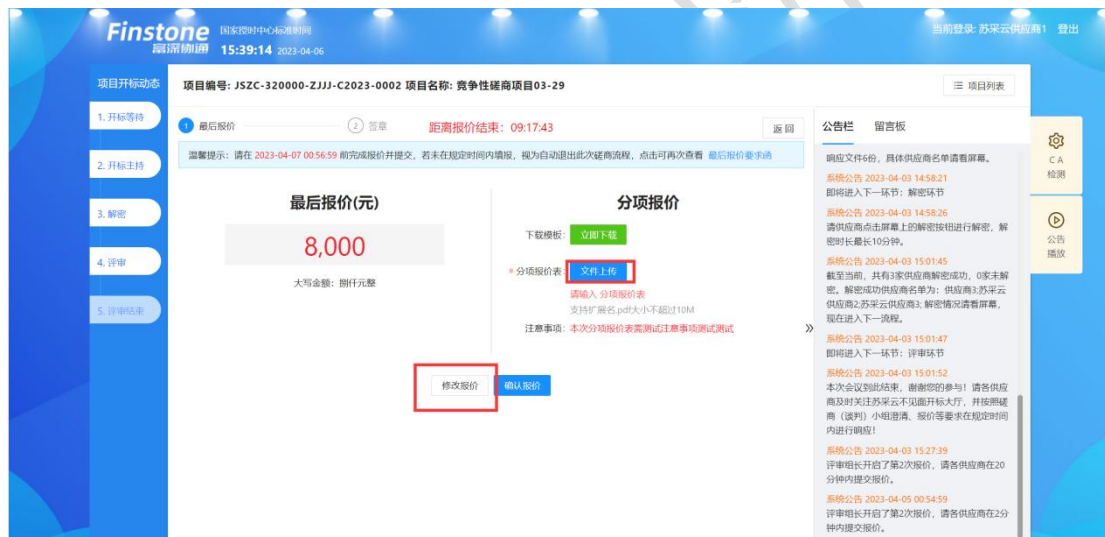 Finstone
富深协通
国家授时中心标准时间
15:39:14 2023-04-06
当前登录: 苏采云供应商1 登出
项目开标动态
1. 开标等待
2. 开标主持
3. 解密
4. 评审
5. 评审结束
项目编号: JSZC-320000-ZJJJ-C2023-0002 项目名称: 竞争性磋商项目03-29
项目列表
1 最后报价
2 签章
距离报价结束: 09:17:43
返 回
温馨提示: 请在 2023-04-07 00:56:59 前完成报价并提交, 若未在规定时间内填报, 视为自动退出此次磋商流程, 点击可再次查看 最后报价要求函
最后报价(元)
8,000
大写金额: 捌仟元整
分项报价
下载模板: 立即下载
* 分项报价表: 文件上传
请输入 分项报价表
支持扩展名.pdf大小不超过10M
注意事项: 本次分项报价表需测试注意事项测试测试
修改报价
确认报价
»
公告栏 留言板
响应文件6份, 具体供应商名单请看屏幕。
系统公告 2023-04-03 14:58:21
即将进入下一环节: 解密环节
系统公告 2023-04-03 14:58:26
请供应商点击屏幕上的解密按钮进行解密, 解
密时长最长10分钟。
系统公告 2023-04-03 15:01:45
截至当前, 共有3家供应商解密成功, 0家未解
密。解密成功供应商名单为: 供应商3;苏采云
供应商2;苏采云供应商3; 解密情况请看屏幕,
现在进入下一流程。
系统公告 2023-04-03 15:01:47
即将进入下一环节: 评审环节
系统公告 2023-04-03 15:01:52
本次会议到此结束, 谢谢您的参与! 请各供应
商及时关注苏采云不见面开标大厅, 并按照磋
商（谈判）小组澄清、报价等要求在规定时间
内进行响应!
系统公告 2023-04-03 15:27:39
评审组长开启了第2次报价, 请各供应商在20
分钟内提交报价。
系统公告 2023-04-05 00:54:59
评审组长开启了第2次报价, 请各供应商在2分
钟内提交报价。
C A
检测
公告
播放